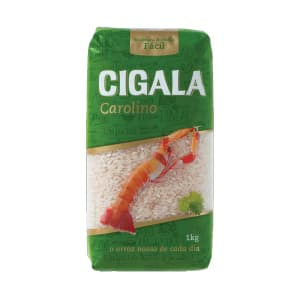 Fácil
CIGALA
Carolino
1kg
o arroz nosso de cada dia